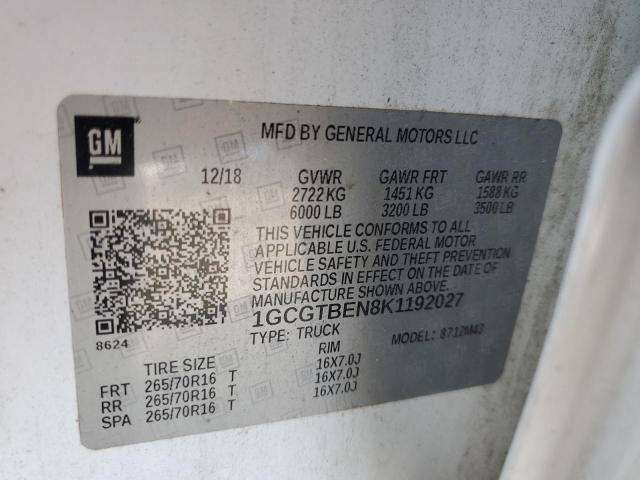 GM
MFD BY GENERAL MOTORS LLC
12/18 GVWR GAWR FRT GAWR RR
2722 KG 1451 KG 1588 KG
6000 LB 3200 LB 3500 LB
THIS VEHICLE CONFORMS TO ALL
APPLICABLE U.S. FEDERAL MOTOR
VEHICLE SAFETY AND THEFT PREVENTION
STANDARDS IN EFFECT ON THE DATE OF
MANUFACTURE SHOWN ABOVE.
1GCGTBEN8K1192027
8624 TYPE: TRUCK MODEL: 8712M43
TIRE SIZE RIM
FRT 265/70R16 T 16X7.0J
RR 265/70R16 T 16X7.0J
SPA 265/70R16 T 16X7.0J